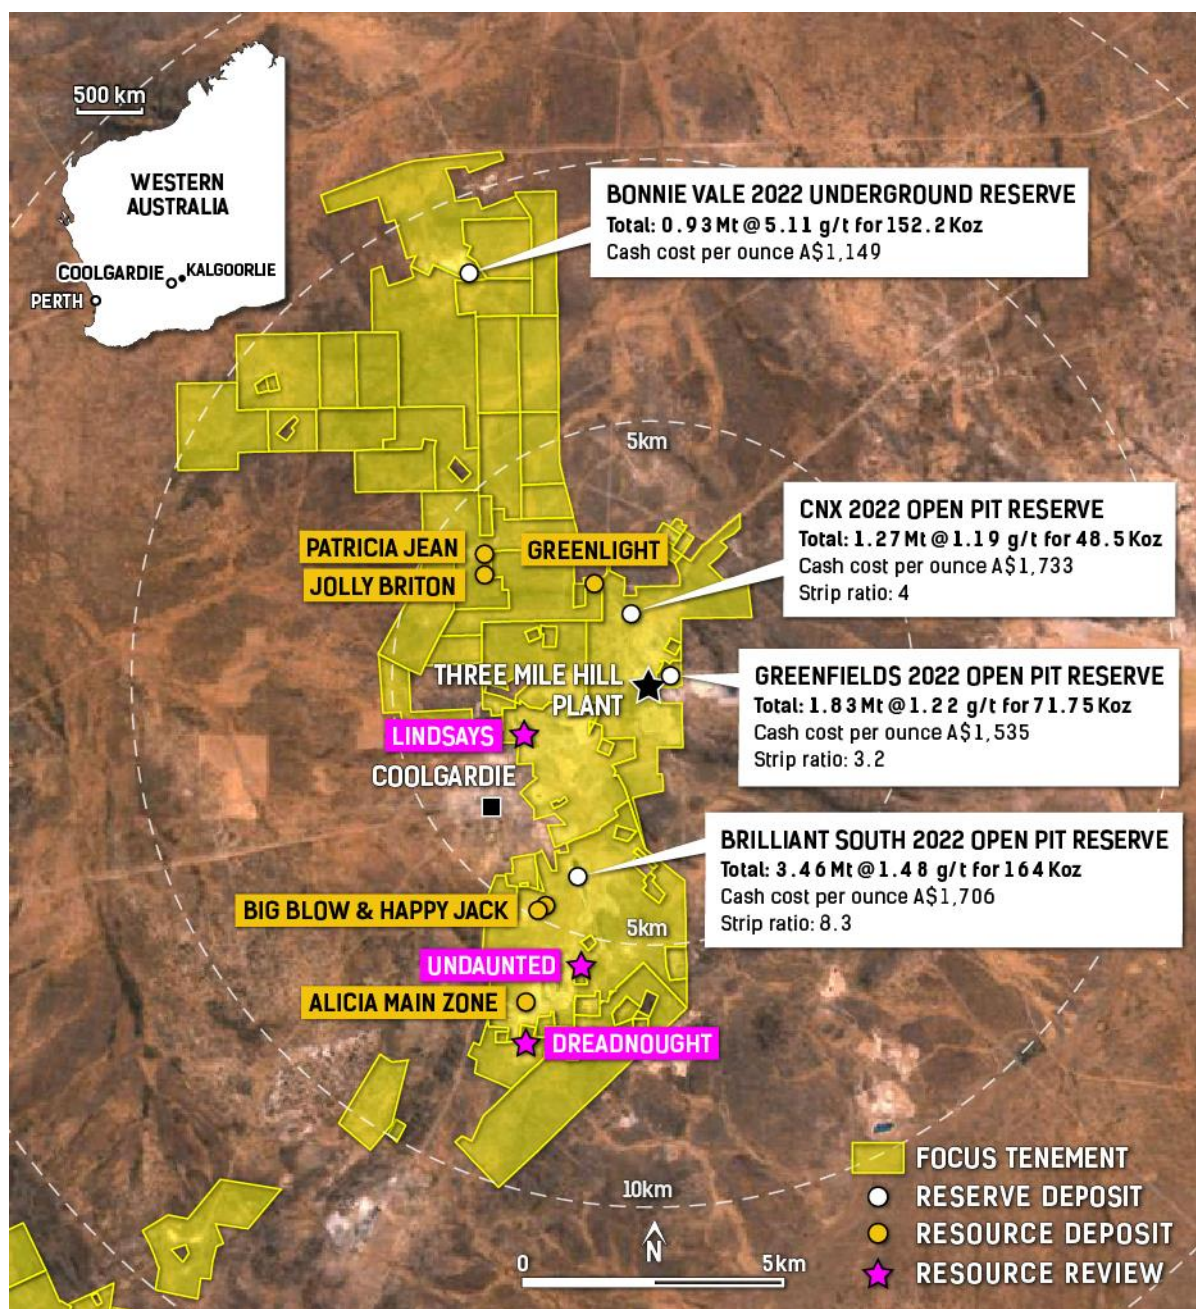 500 km
WESTERN
AUSTRALIA
COOLGARDIE
KALGOORLIE
PERTH
BONNIE VALE 2022 UNDERGROUND RESERVE
Total: 0.93 Mt @ 5.11 g/t for 152.2 Koz
Cash cost per ounce A$1,149
5km
CNX 2022 OPEN PIT RESERVE
Total: 1.27 Mt @ 1.19 g/t for 48.5 Koz
Cash cost per ounce A$1,733
Strip ratio: 4
PATRICIA JEAN
GREENLIGHT
JOLLY BRITON
THREE MILE HILL
PLANT
GREENFIELDS 2022 OPEN PIT RESERVE
Total: 1.83 Mt @ 1.22 g/t for 71.75 Koz
Cash cost per ounce A$1,535
Strip ratio: 3.2
LINDSAYS
COOLGARDIE
BRILLIANT SOUTH 2022 OPEN PIT RESERVE
Total: 3.46 Mt @ 1.48 g/t for 164 Koz
Cash cost per ounce A$1,706
Strip ratio: 8.3
BIG BLOW & HAPPY JACK
5km
UNDAUNTED
ALICIA MAIN ZONE
DREADNOUGHT
10km
N
0 5km
FOCUS TENEMENT
RESERVE DEPOSIT
RESOURCE DEPOSIT
RESOURCE REVIEW